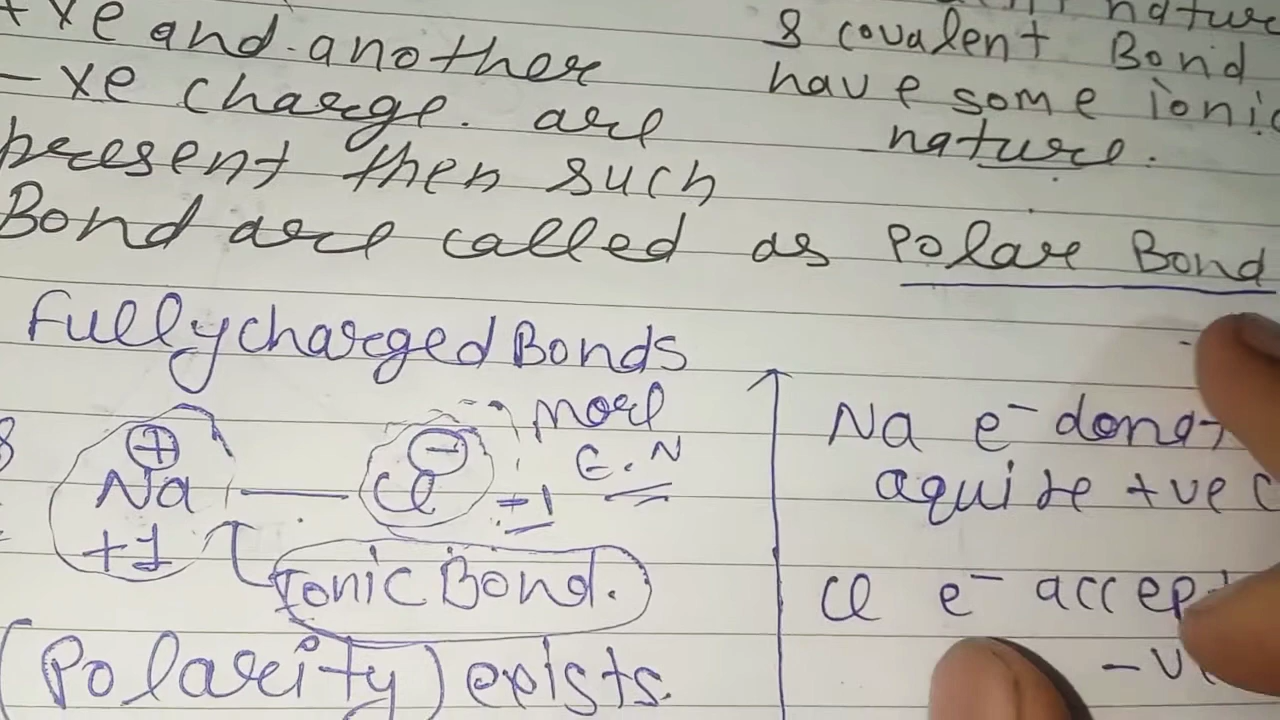 +ve and another
-ve charge. are
present then such
Bond are called as Polar Bond
nature
& covalent Bond
have some ionic
nature.
Fully charged Bonds
+ -
Na — Cl
+1 -1
more
E.N
Ionic Bond.
(Polarity) exists.
Na e⁻ donat
aquire +ve
Cl e⁻ accep
-v